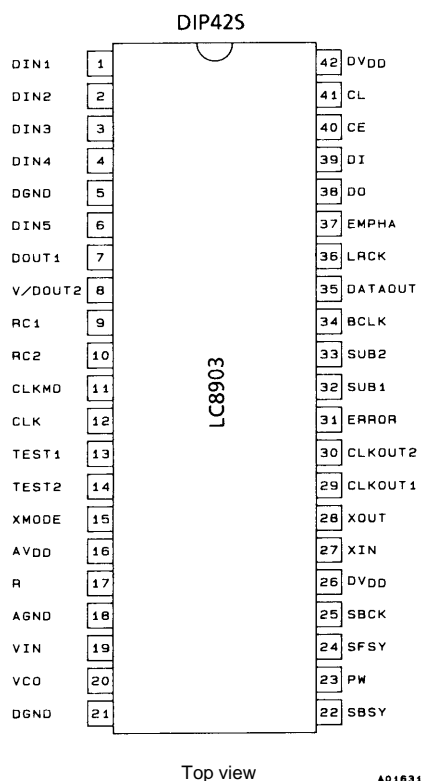 DIP42S
DIN1 1 42 DVDD
DIN2 2 41 CL
DIN3 3 40 CE
DIN4 4 39 DI
DGND 5 38 DO
DIN5 6 37 EMPHA
DOUT1 7 36 LRCK
V/DOUT2 8 35 DATAOUT
RC1 9 34 BCLK
RC2 10 33 SUB2
CLKMD 11 32 SUB1
CLK 12 31 ERROR
TEST1 13 30 CLKOUT2
TEST2 14 29 CLKOUT1
XMODE 15 28 XOUT
AVDD 16 27 XIN
R 17 26 DVDD
AGND 18 25 SBCK
VIN 19 24 SFSY
VCO 20 23 PW
DGND 21 22 SBSY
LC8903
Top view
A01631